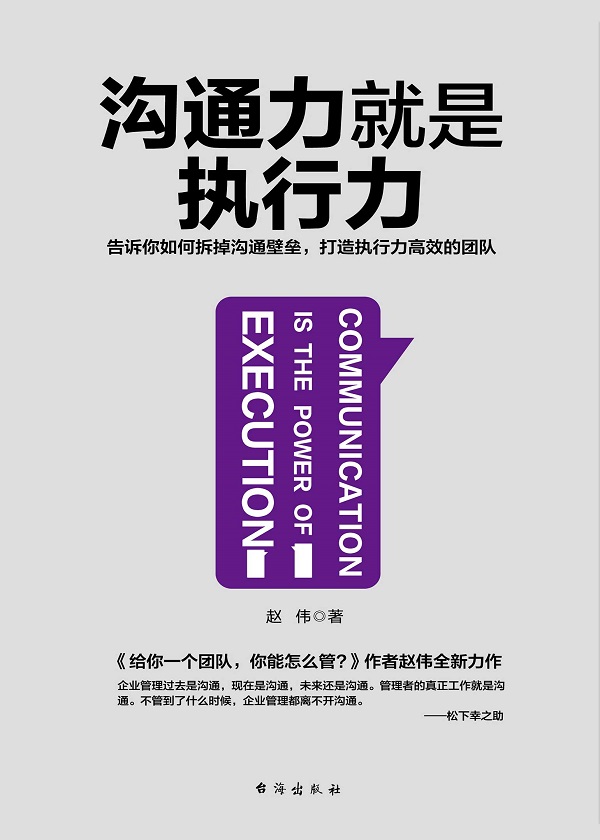 沟通力就是
执行力
告诉你如何拆掉沟通壁垒，打造执行力高效的团队
COMMUNICATION
IS THE POWER OF
EXECUTION
赵 伟◎著
《给你一个团队，你能怎么管？》作者赵伟全新力作
企业管理过去是沟通，现在是沟通，未来还是沟通。管理者的真正工作就是沟
通。不管到了什么时候，企业管理都离不开沟通。
——松下幸之助
台海出版社